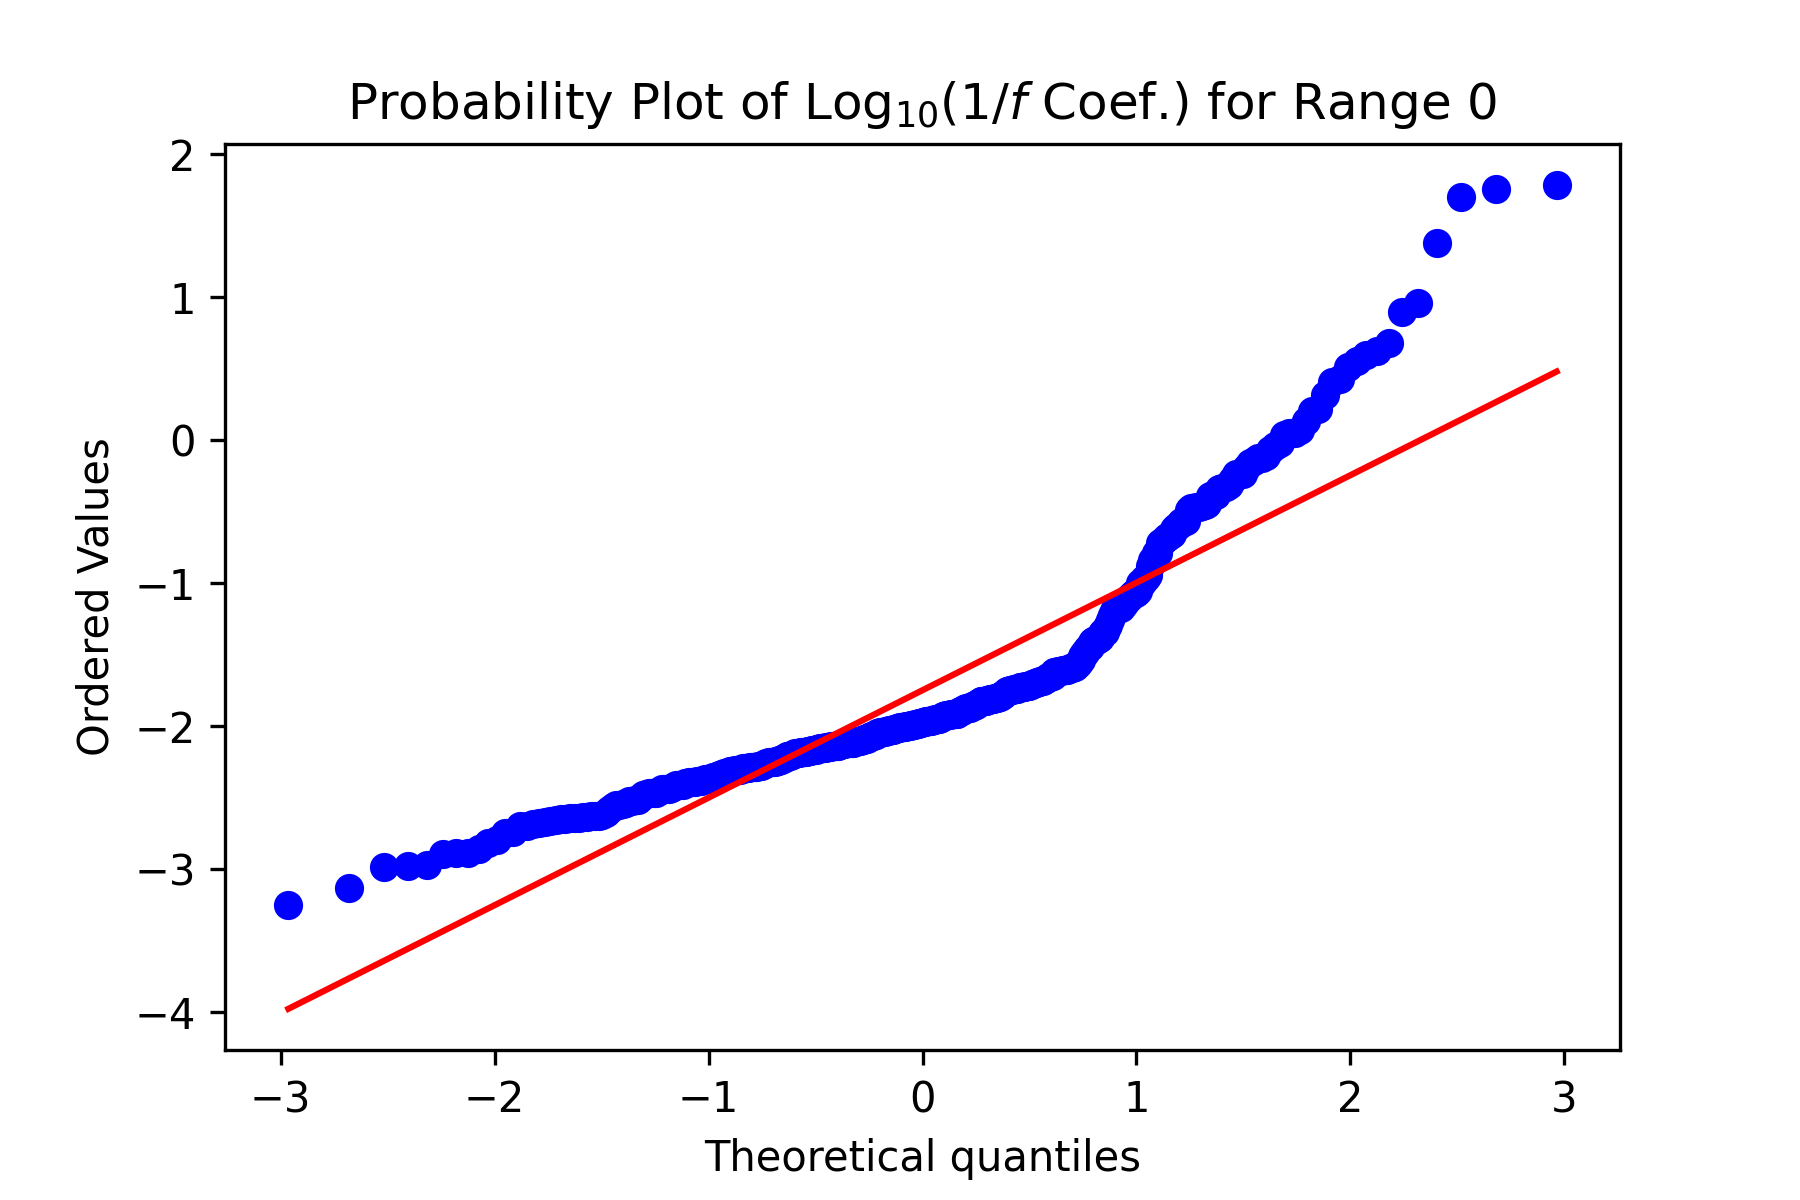 Probability Plot of Log₁₀(1/f Coef.) for Range 0
2
1
0
−1
−2
−3
−4
Ordered Values
−3 −2 −1 0 1 2 3
Theoretical quantiles